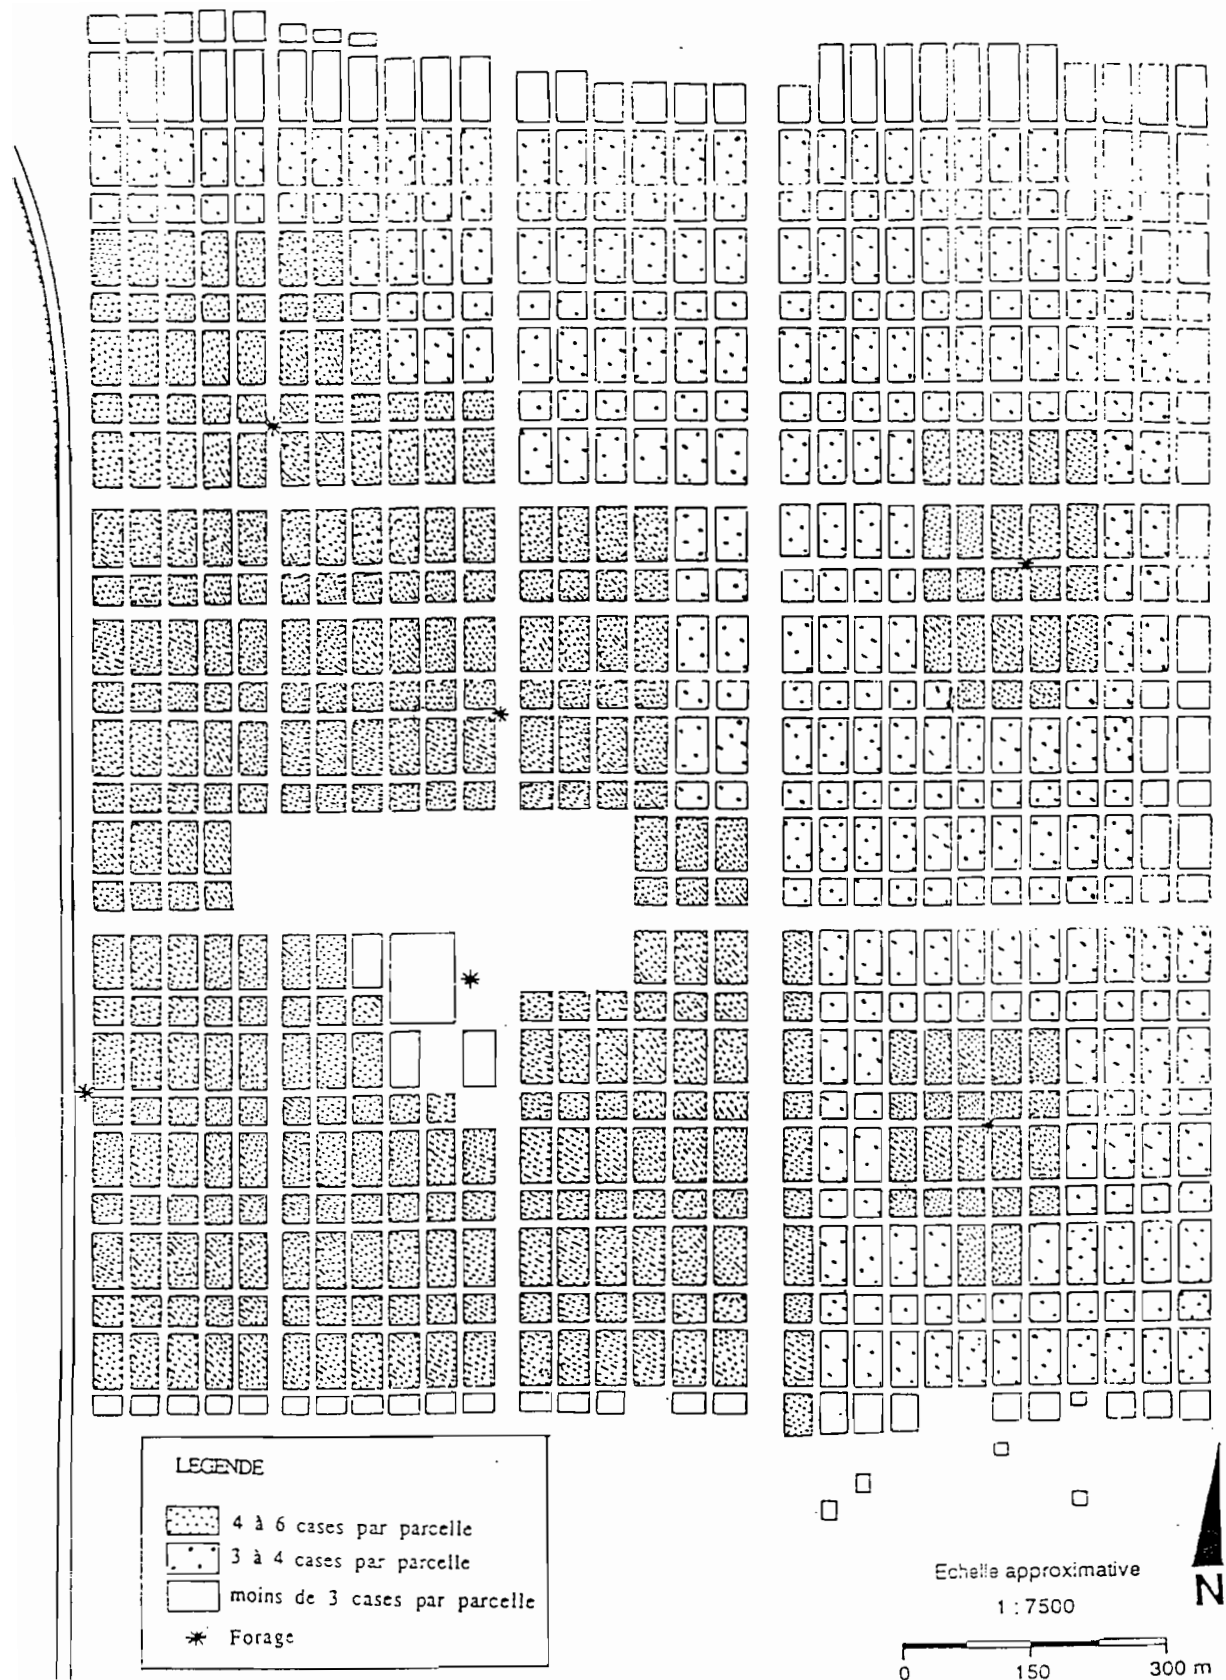 LEGENDE
4 à 6 cases par parcelle
3 à 4 cases par parcelle
moins de 3 cases par parcelle
Forage
Echelle approximative
1 : 7500
0 150 300 m
N